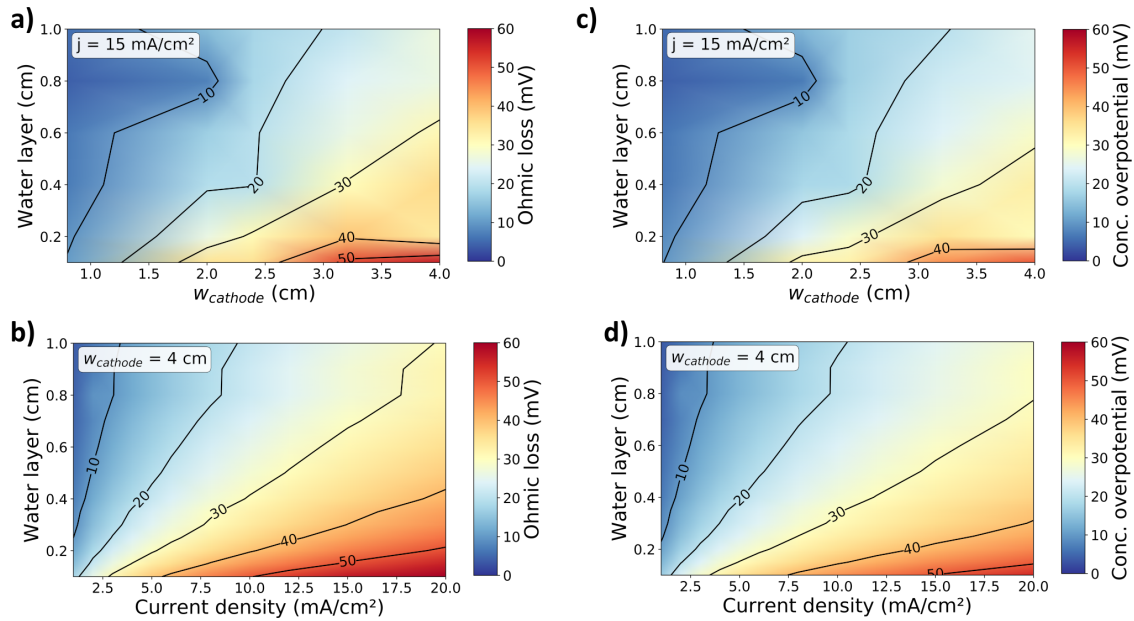 a)
j = 15 mA/cm²
10
20
30
40
50
1.0
0.8
0.6
0.4
0.2
Water layer (cm)
1.0 1.5 2.0 2.5 3.0 3.5 4.0
w_cathode (cm)
60
50
40
30
20
10
0
Ohmic loss (mV)
c)
j = 15 mA/cm²
10
20
30
40
1.0
0.8
0.6
0.4
0.2
Water layer (cm)
1.0 1.5 2.0 2.5 3.0 3.5 4.0
w_cathode (cm)
60
50
40
30
20
10
0
Conc. overpotential (mV)
b)
w_cathode = 4 cm
10
20
30
40
50
1.0
0.8
0.6
0.4
0.2
Water layer (cm)
2.5 5.0 7.5 10.0 12.5 15.0 17.5 20.0
Current density (mA/cm²)
60
50
40
30
20
10
0
Ohmic loss (mV)
d)
w_cathode = 4 cm
10
20
30
40
50
1.0
0.8
0.6
0.4
0.2
Water layer (cm)
2.5 5.0 7.5 10.0 12.5 15.0 17.5 20.0
Current density (mA/cm²)
60
50
40
30
20
10
0
Conc. overpotential (mV)